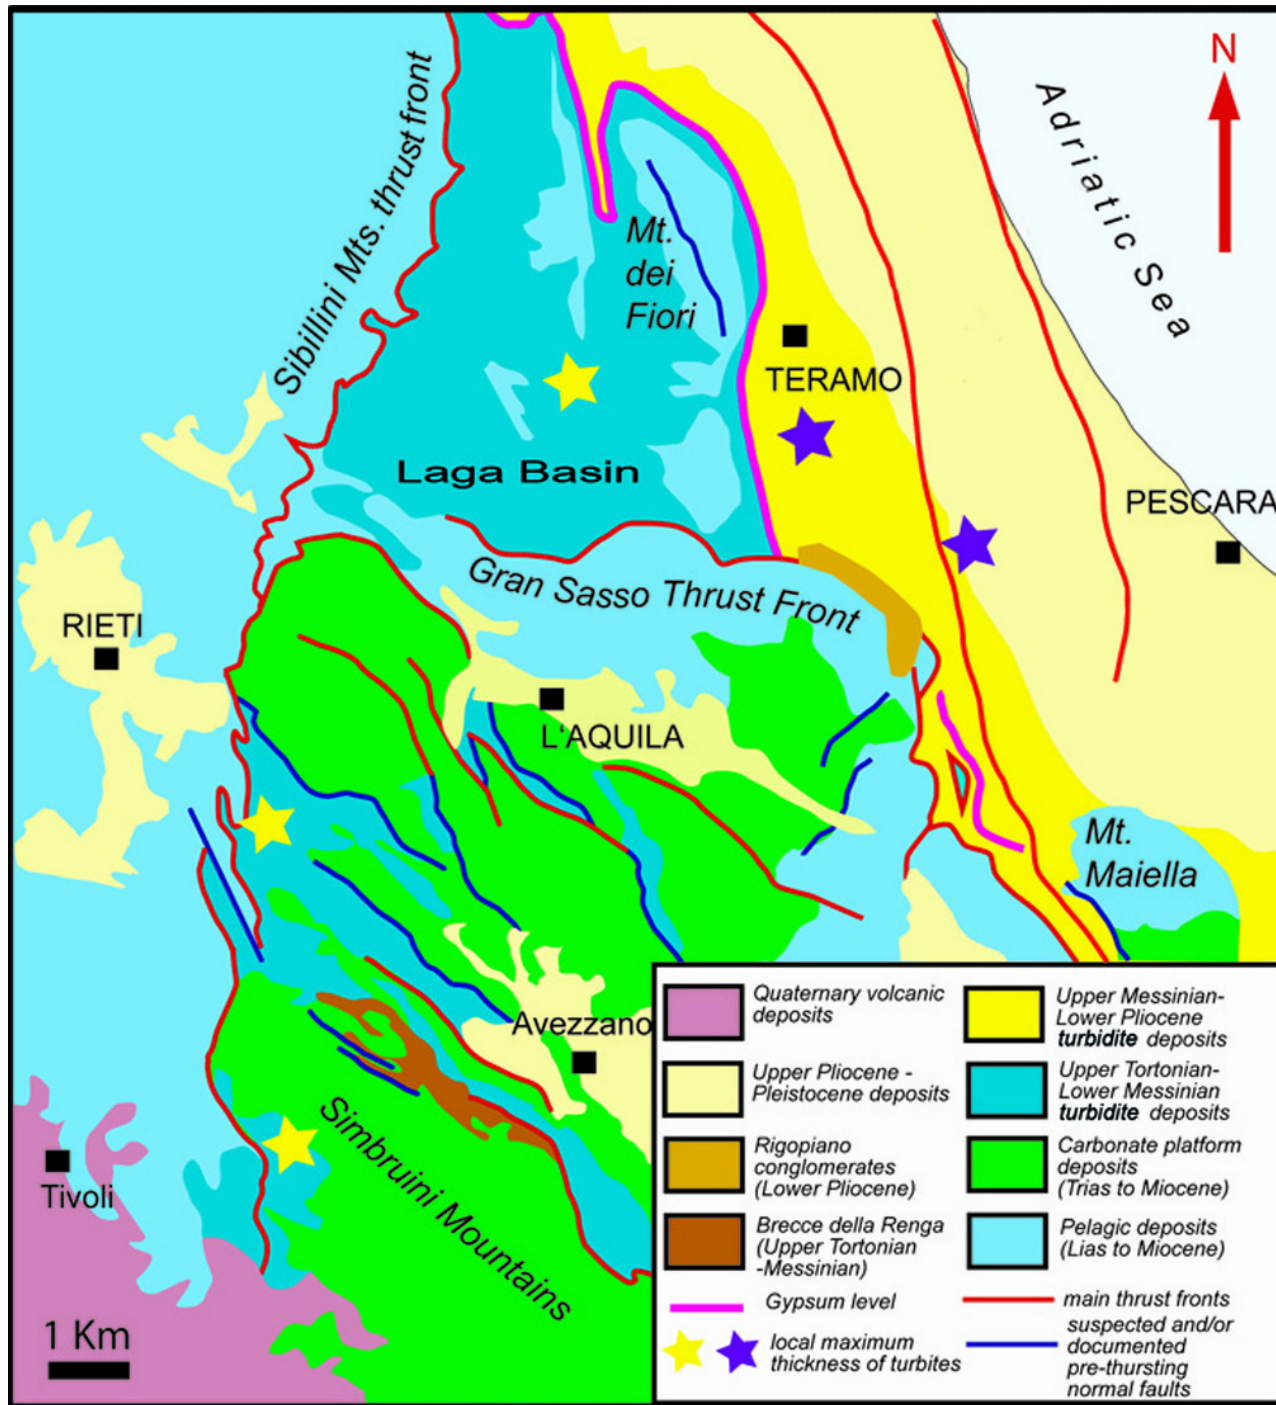 N
Adriatic Sea
Sibillini Mts. thrust front
Mt.
dei
Fiori
TERAMO
Laga Basin
PESCARA
Gran Sasso Thrust Front
RIETI
L'AQUILA
Mt.
Maiella
Avezzano
Simbruini Mountains
Tivoli
1 Km
Quaternary volcanic
deposits
Upper Pliocene -
Pleistocene deposits
Rigopiano
conglomerates
(Lower Pliocene)
Brecce della Renga
(Upper Tortonian
-Messinian)
Gypsum level
local maximum
thickness of turbites
Upper Messinian-
Lower Pliocene
turbidite deposits
Upper Tortonian-
Lower Messinian
turbidite deposits
Carbonate platform
deposits
(Trias to Miocene)
Pelagic deposits
(Lias to Miocene)
main thrust fronts
suspected and/or
documented
pre-thursting
normal faults